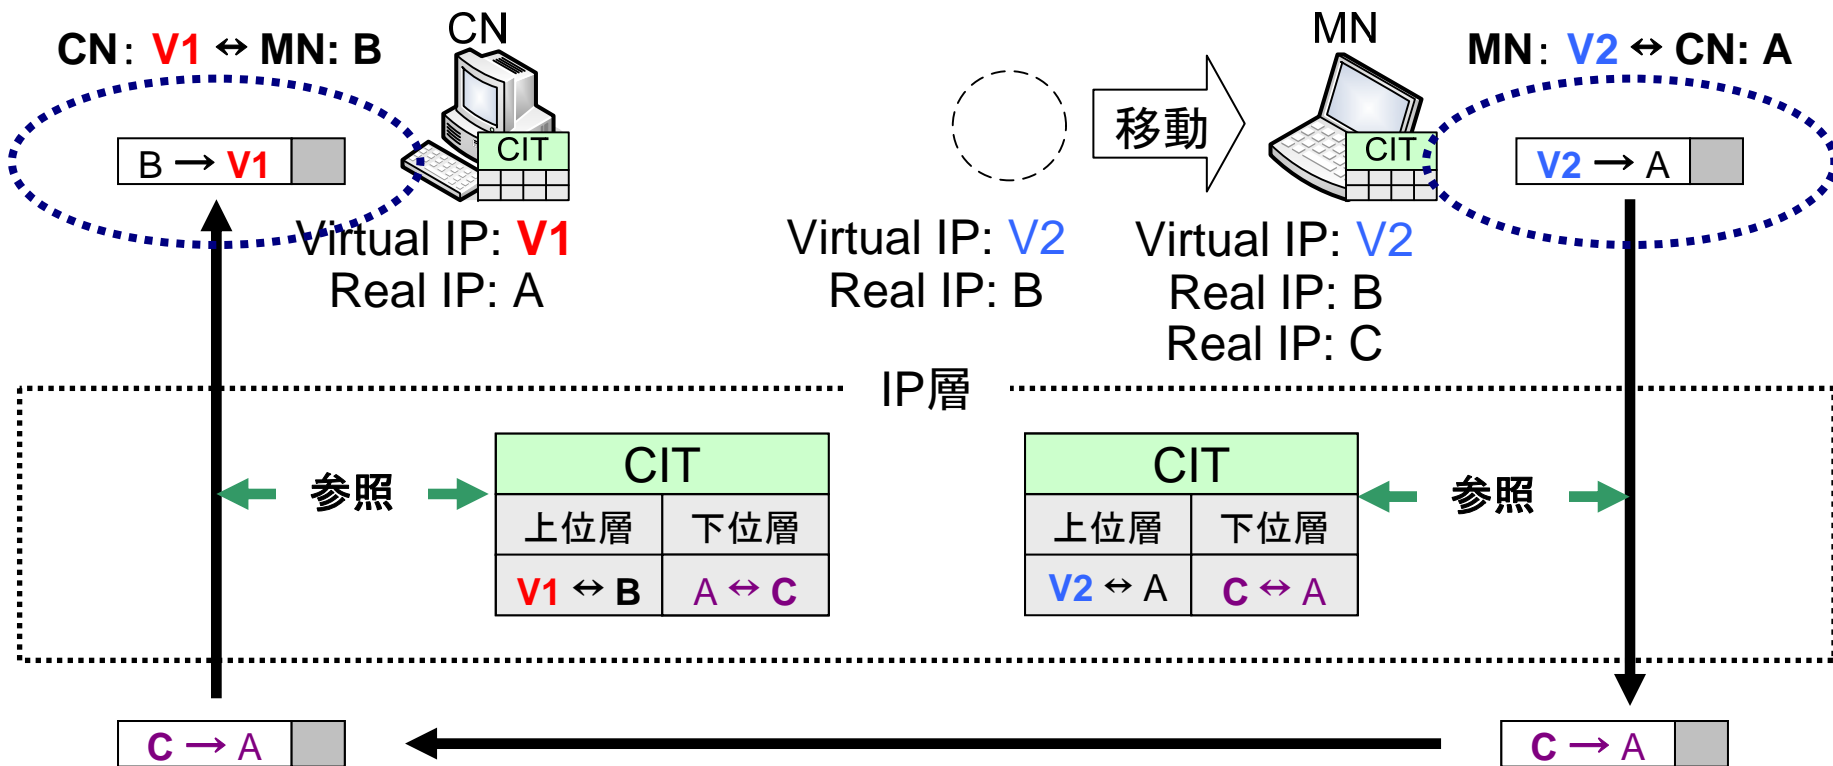 CN
MN
CN: V1 ↔ MN: B
MN: V2 ↔ CN: A
移動
B → V1
CIT
CIT
V2 → A
Virtual IP: V1
Real IP: A
Virtual IP: V2
Real IP: B
Virtual IP: V2
Real IP: B
Real IP: C
IP層
参照
CIT
上位層 下位層
V1 ↔ B A ↔ C
CIT
上位層 下位層
V2 ↔ A C ↔ A
参照
C → A
C → A